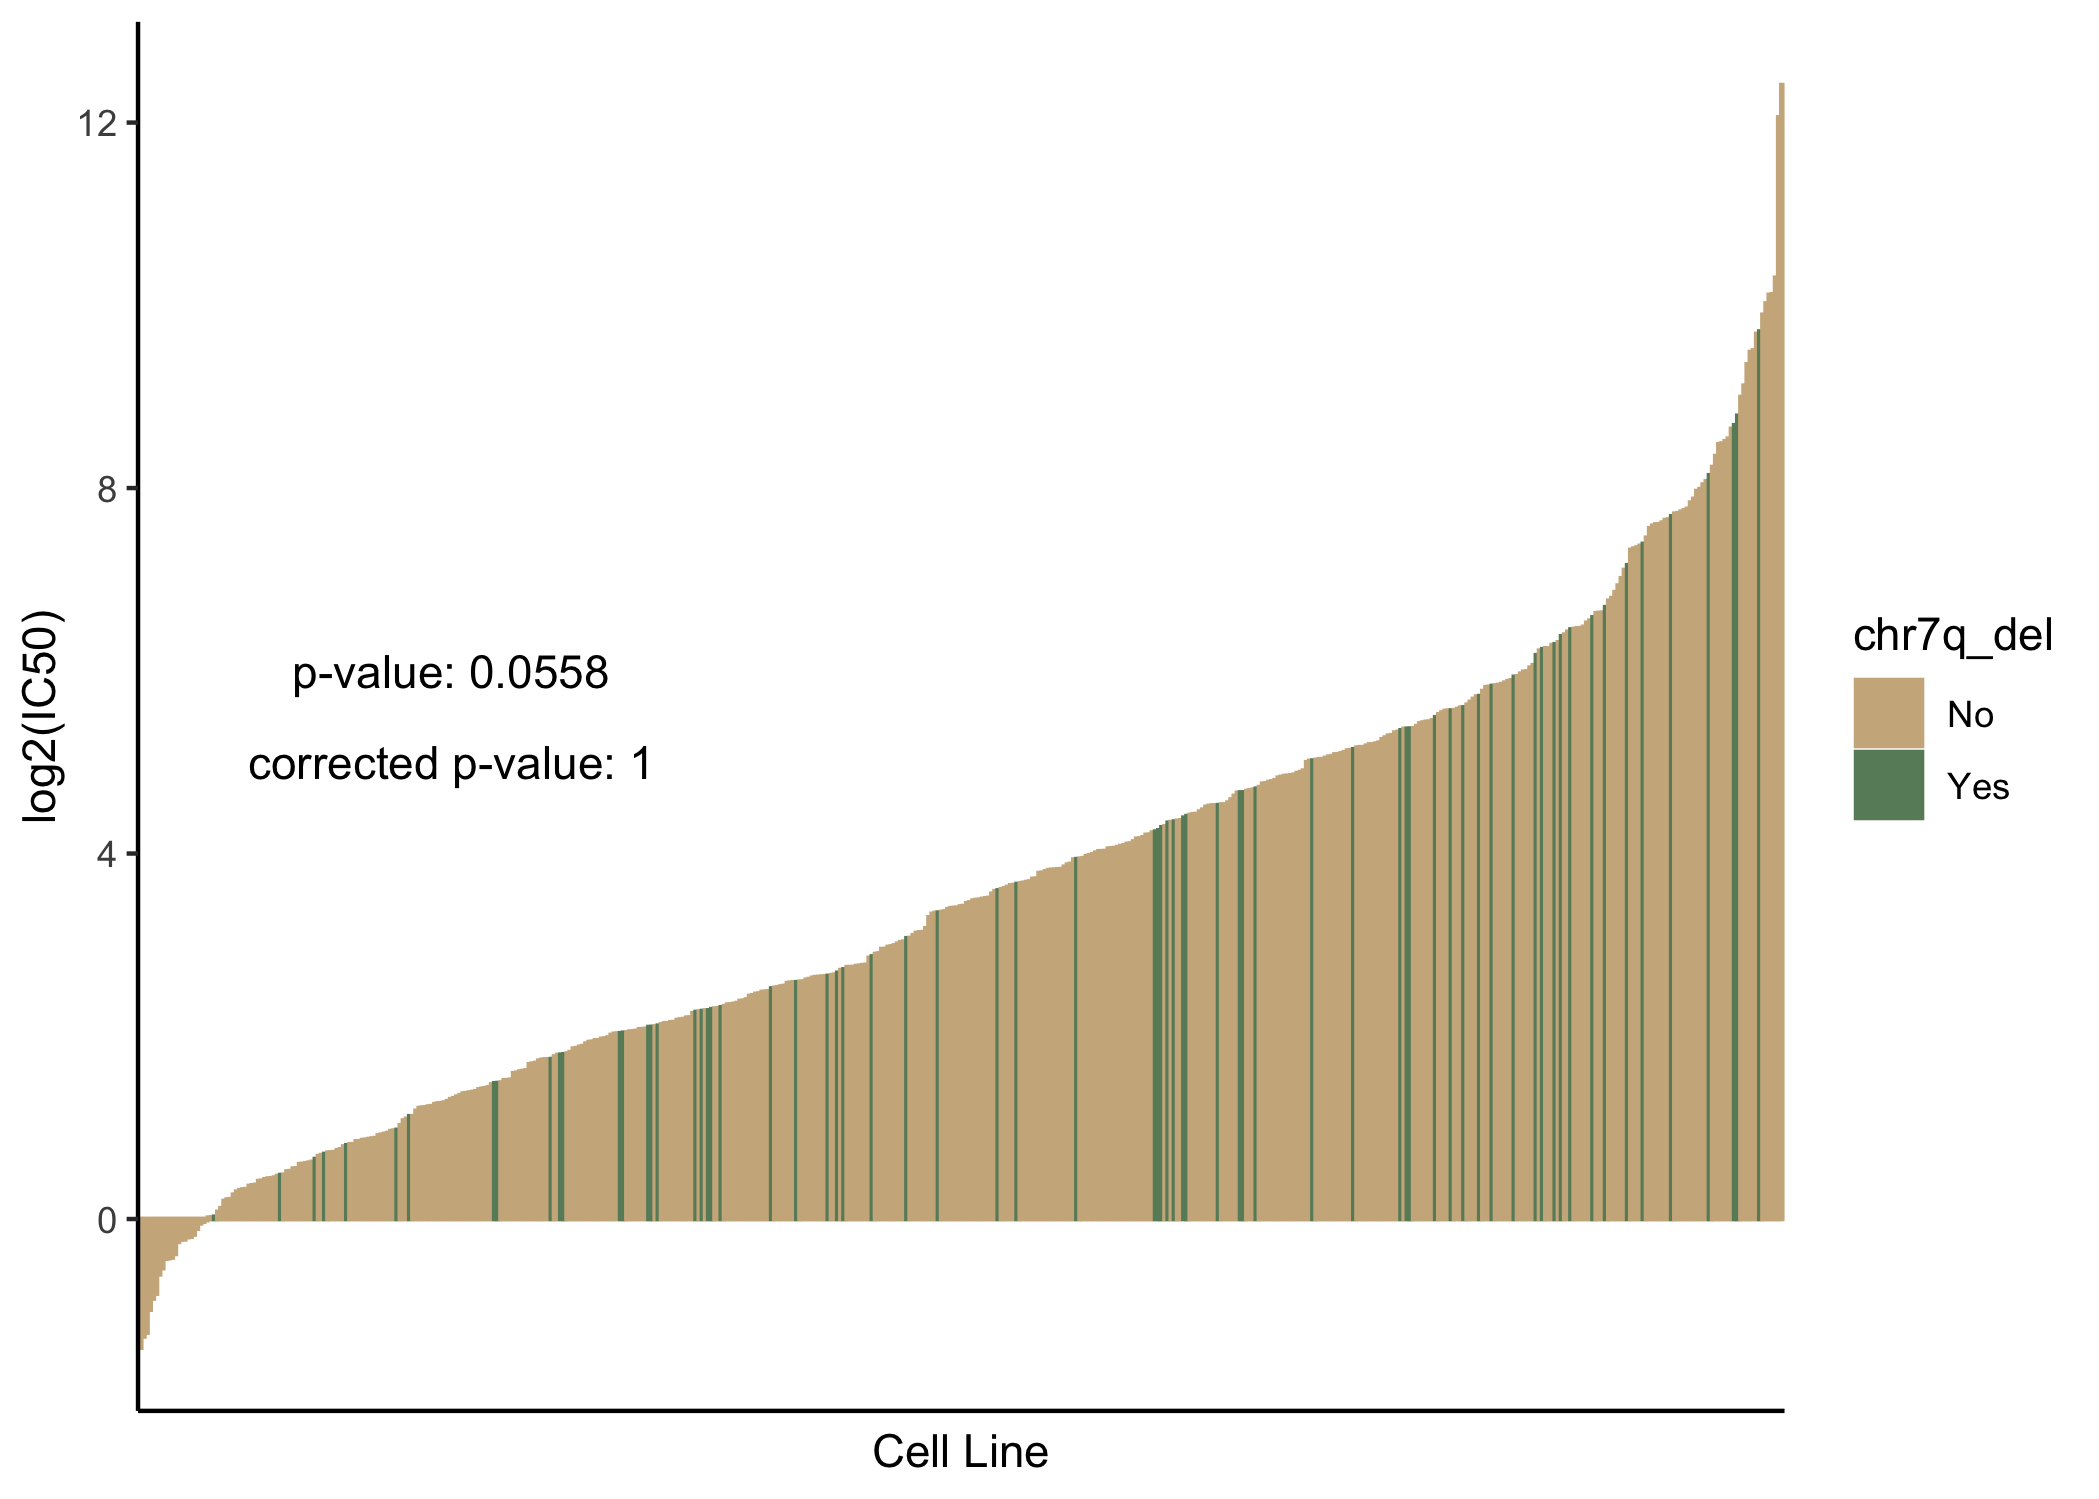 12
8
4
0
log2(IC50)
p-value: 0.0558
corrected p-value: 1
Cell Line
chr7q_del
No
Yes